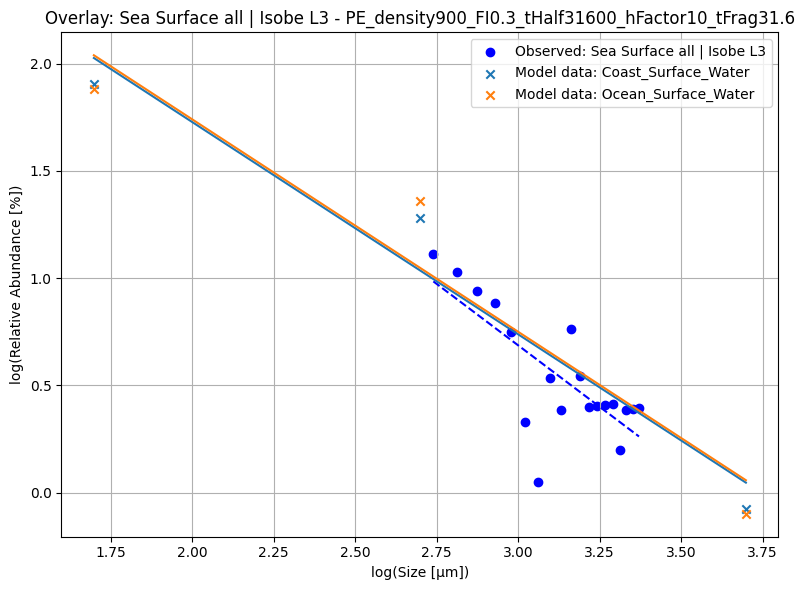 Overlay: Sea Surface all | Isobe L3 - PE_density900_FI0.3_tHalf31600_hFactor10_tFrag31.6
Observed: Sea Surface all | Isobe L3
Model data: Coast_Surface_Water
Model data: Ocean_Surface_Water
log(Relative Abundance [%])
2.0
1.5
1.0
0.5
0.0
1.75 2.00 2.25 2.50 2.75 3.00 3.25 3.50 3.75
log(Size [µm])